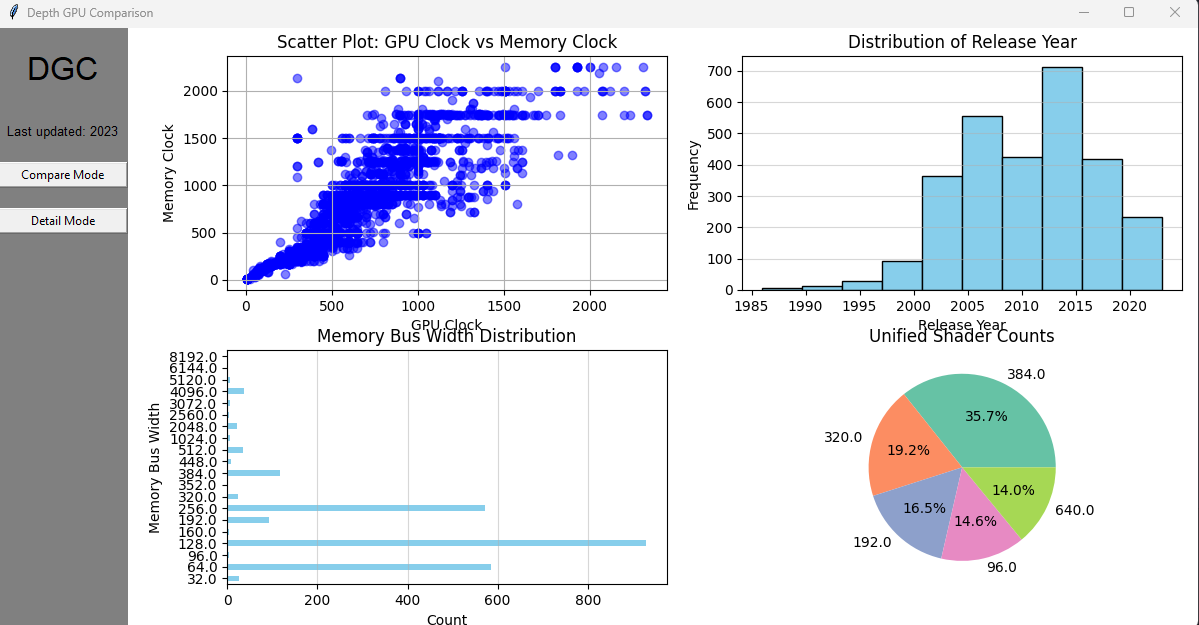 Depth GPU Comparison
DGC
Last updated: 2023
Compare Mode
Detail Mode
Scatter Plot: GPU Clock vs Memory Clock
Memory Clock
2000
1500
1000
500
0
0 500 1000 1500 2000
GPU Clock
Distribution of Release Year
Frequency
700
600
500
400
300
200
100
0
1985 1990 1995 2000 2005 2010 2015 2020
Release Year
Memory Bus Width Distribution
Memory Bus Width
8192.0
6144.0
5120.0
4096.0
3072.0
2560.0
2048.0
1024.0
512.0
448.0
384.0
352.0
320.0
256.0
192.0
160.0
128.0
96.0
64.0
32.0
0 200 400 600 800
Count
Unified Shader Counts
384.0
35.7%
320.0
19.2%
16.5%
192.0
14.6%
96.0
14.0%
640.0